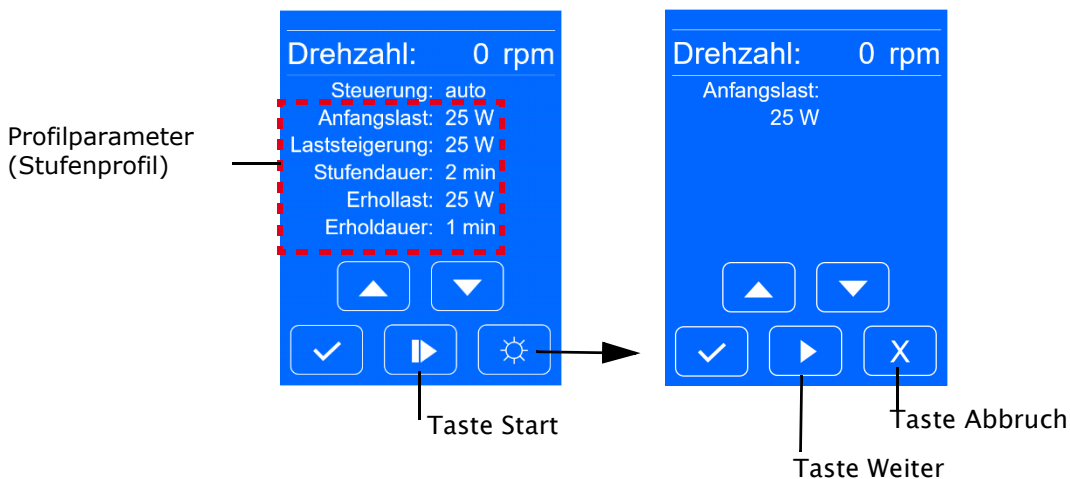 Drehzahl: 0 rpm
Steuerung: auto
Anfangslast: 25 W
Laststeigerung: 25 W
Stufendauer: 2 min
Erhollast: 25 W
Erholdauer: 1 min
Profilparameter
(Stufenprofil)
Taste Start
Drehzahl: 0 rpm
Anfangslast:
25 W
X
Taste Abbruch
Taste Weiter